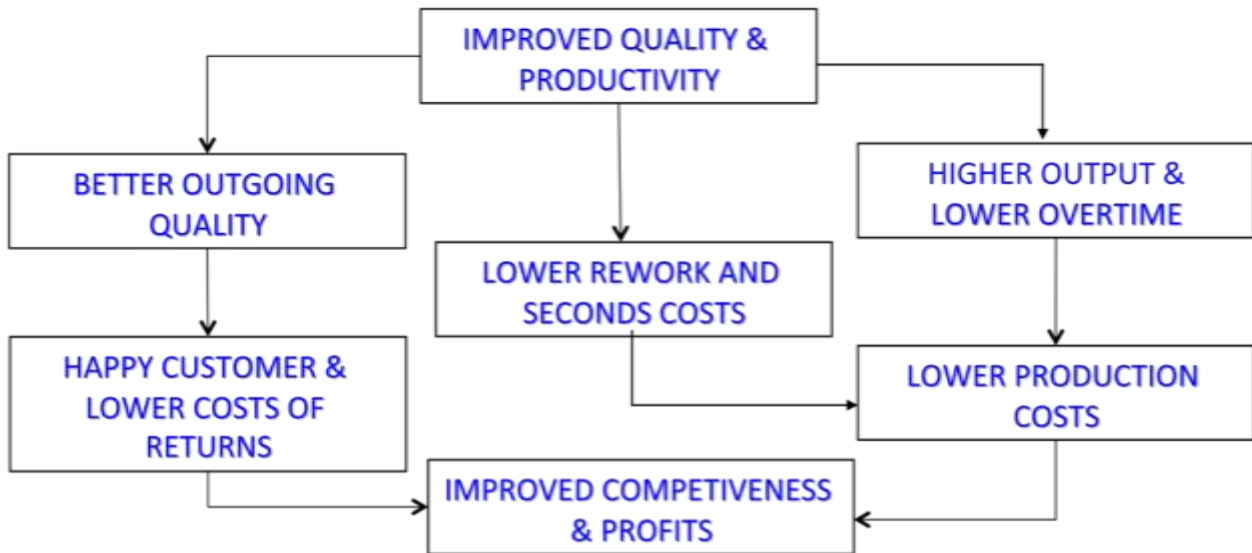 IMPROVED QUALITY &
PRODUCTIVITY
BETTER OUTGOING
QUALITY
HIGHER OUTPUT &
LOWER OVERTIME
LOWER REWORK AND
SECONDS COSTS
HAPPY CUSTOMER &
LOWER COSTS OF
RETURNS
LOWER PRODUCTION
COSTS
IMPROVED COMPETIVENESS
& PROFITS